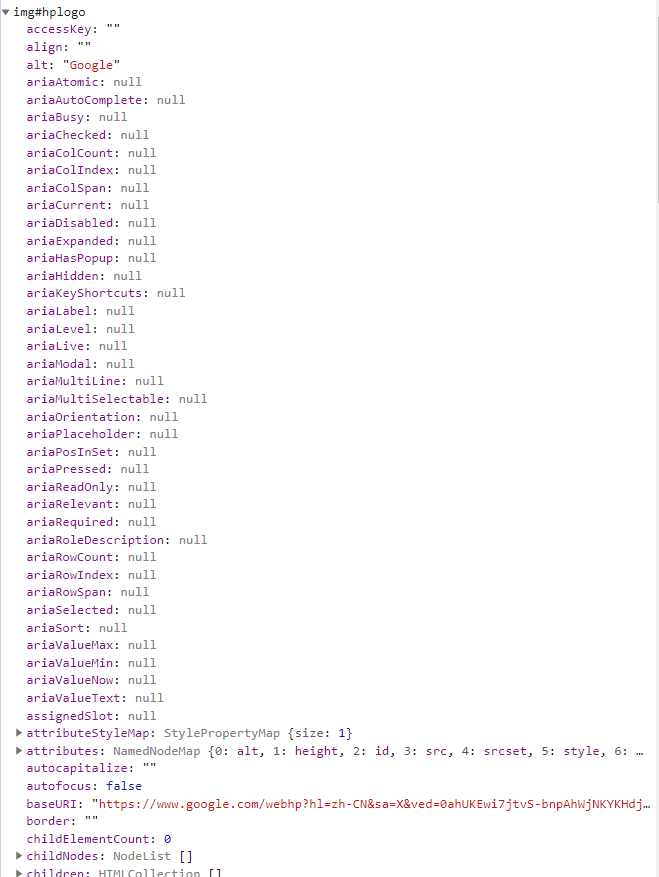 img#hplogo
accessKey: ""
align: ""
alt: "Google"
ariaAtomic: null
ariaAutoComplete: null
ariaBusy: null
ariaChecked: null
ariaColCount: null
ariaColIndex: null
ariaColSpan: null
ariaCurrent: null
ariaDisabled: null
ariaExpanded: null
ariaHasPopup: null
ariaHidden: null
ariaKeyShortcuts: null
ariaLabel: null
ariaLevel: null
ariaLive: null
ariaModal: null
ariaMultiLine: null
ariaMultiSelectable: null
ariaOrientation: null
ariaPlaceholder: null
ariaPosInSet: null
ariaPressed: null
ariaReadOnly: null
ariaRelevant: null
ariaRequired: null
ariaRoleDescription: null
ariaRowCount: null
ariaRowIndex: null
ariaRowSpan: null
ariaSelected: null
ariaSort: null
ariaValueMax: null
ariaValueMin: null
ariaValueNow: null
ariaValueText: null
assignedSlot: null
attributeStyleMap: StylePropertyMap {size: 1}
attributes: NamedNodeMap {0: alt, 1: height, 2: id, 3: src, 4: srcset, 5: style, 6: …
autocapitalize: ""
autofocus: false
baseURI: "https://www.google.com/webhp?hl=zh-CN&sa=X&ved=0ahUKEwi7jtvS-bnpAhWjNKYKHdj…
border: ""
childElementCount: 0
childNodes: NodeList []
children: HTMLCollection []